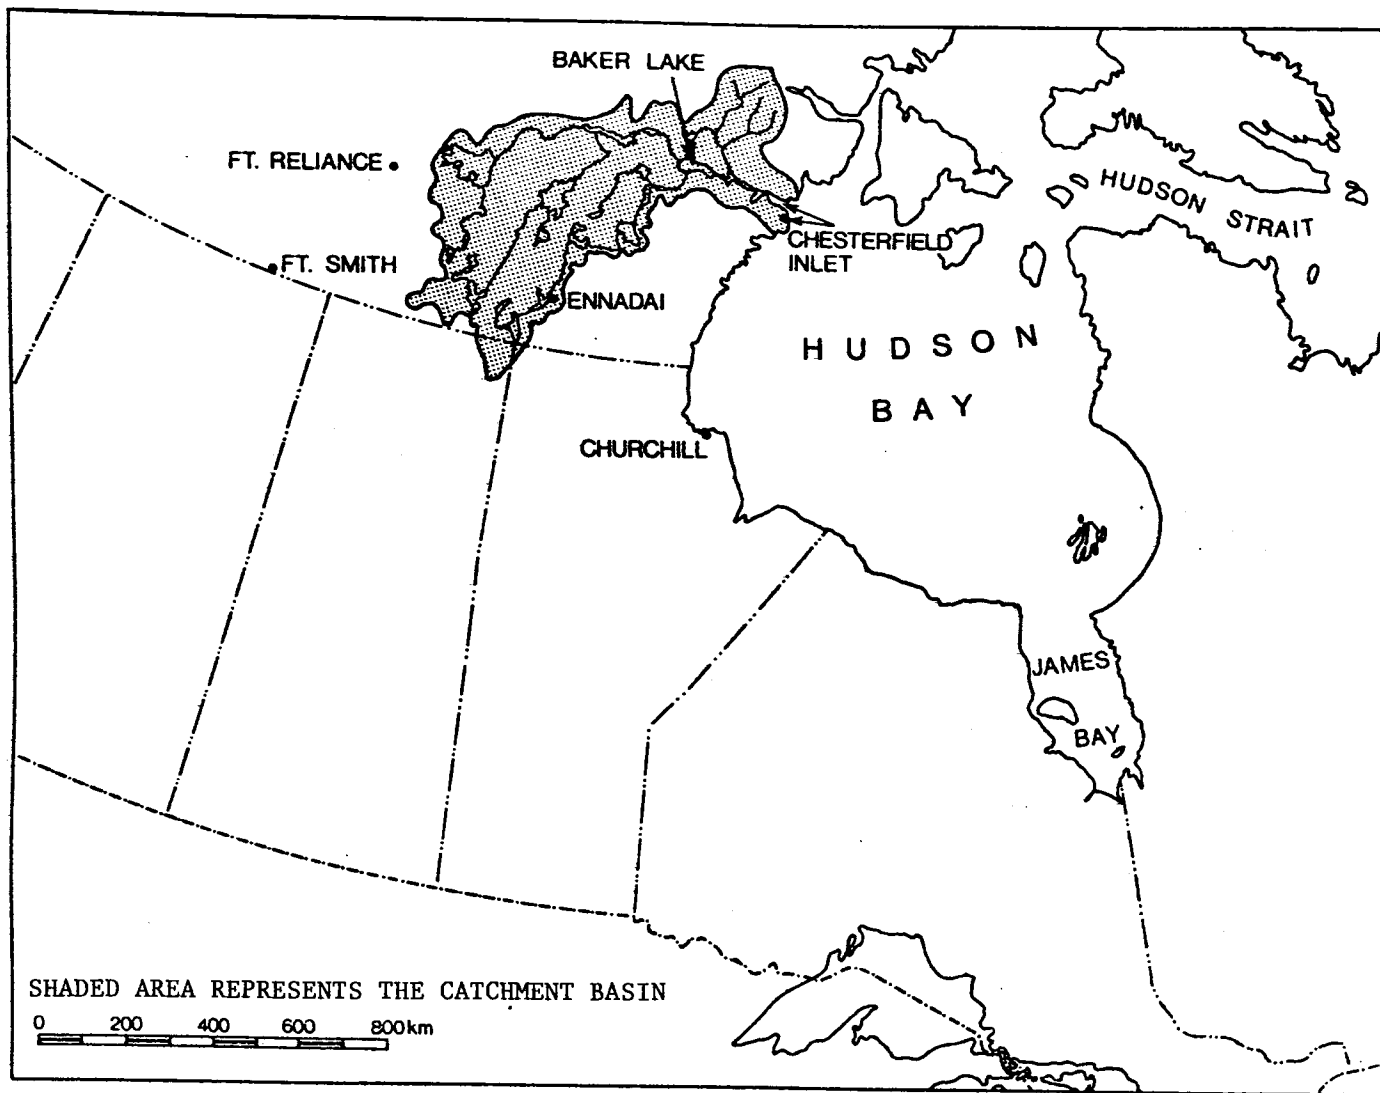 BAKER LAKE
FT. RELIANCE
HUDSON STRAIT
CHESTERFIELD
INLET
FT. SMITH
ENNADAI
HUDSON
BAY
CHURCHILL
JAMES
BAY
SHADED AREA REPRESENTS THE CATCHMENT BASIN
0 200 400 600 800km